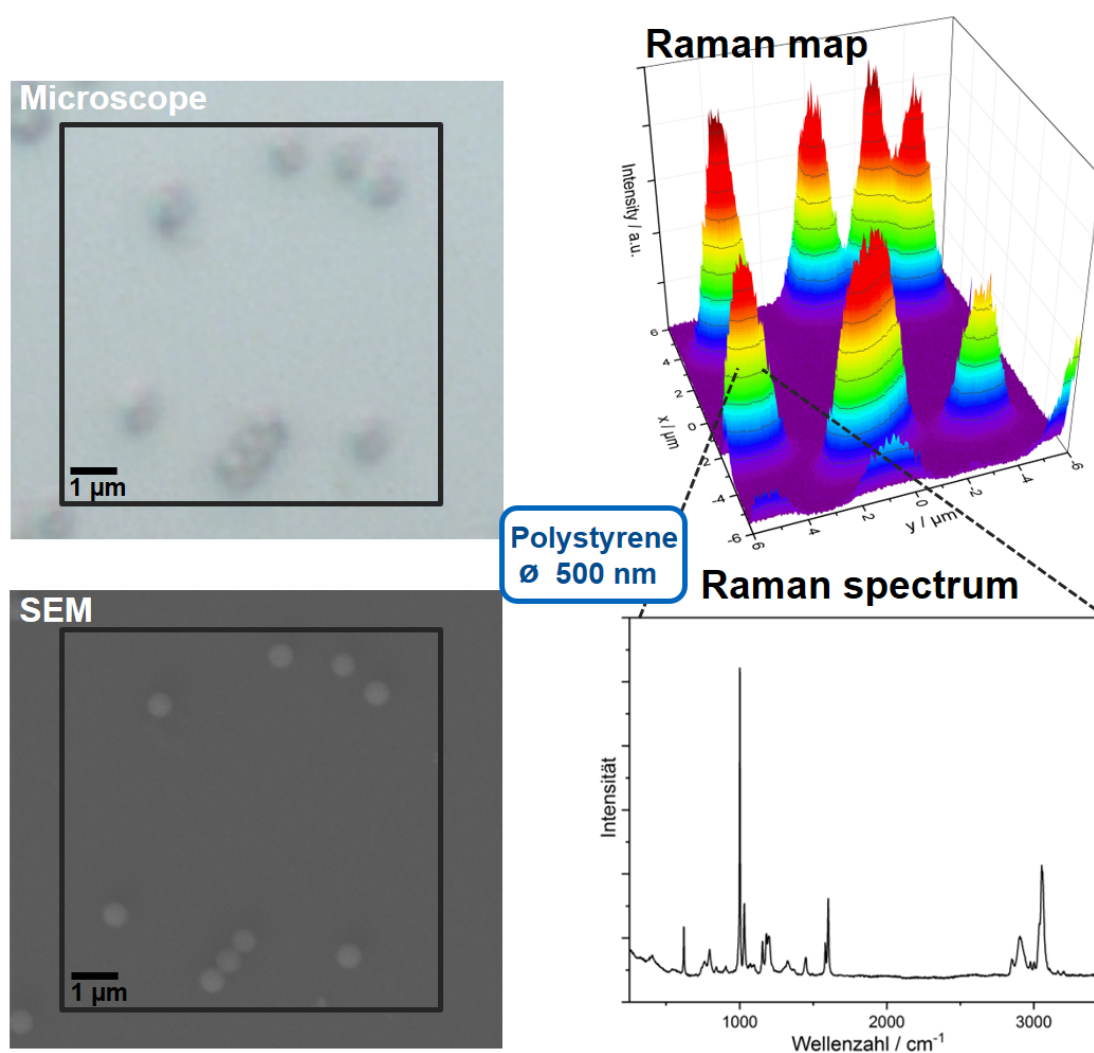 Microscope
1 µm
Raman map
Intensity / a.u.
6
4
2
0
-2
-4
-6
x / µm
6
4
2
0
-2
-4
-6
y / µm
Polystyrene
ø 500 nm
SEM
1 µm
Raman spectrum
Intensität
1000 2000 3000
Wellenzahl / cm⁻¹